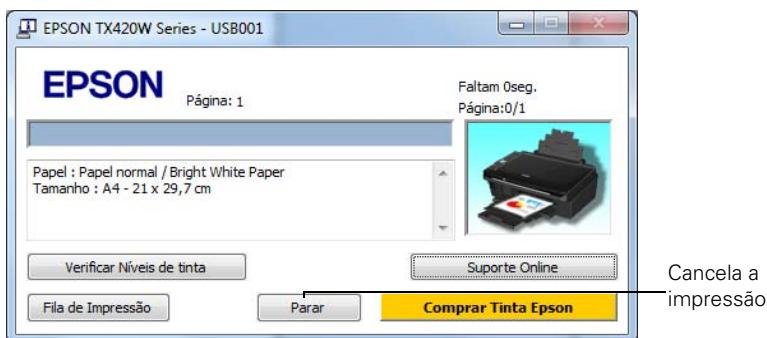 EPSON TX420W Series - USB001
EPSON
Página: 1
Faltam 0seg.
Página:0/1
Papel : Papel normal / Bright White Paper
Tamanho : A4 - 21 x 29,7 cm
Verificar Níveis de tinta
Suporte Online
Fila de Impressão
Parar
Comprar Tinta Epson
Cancela a
impressão